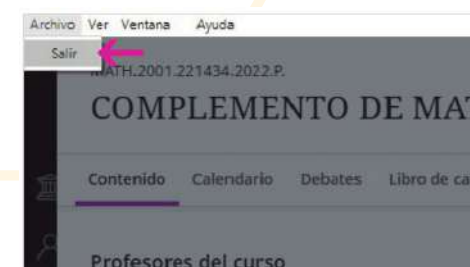 Archivo Ver Ventana Ayuda
Salir
MATH.2001.221434.2022.P.
COMPLEMENTO DE MAT
Contenido Calendario Debates Libro de ca
Profesores del curso